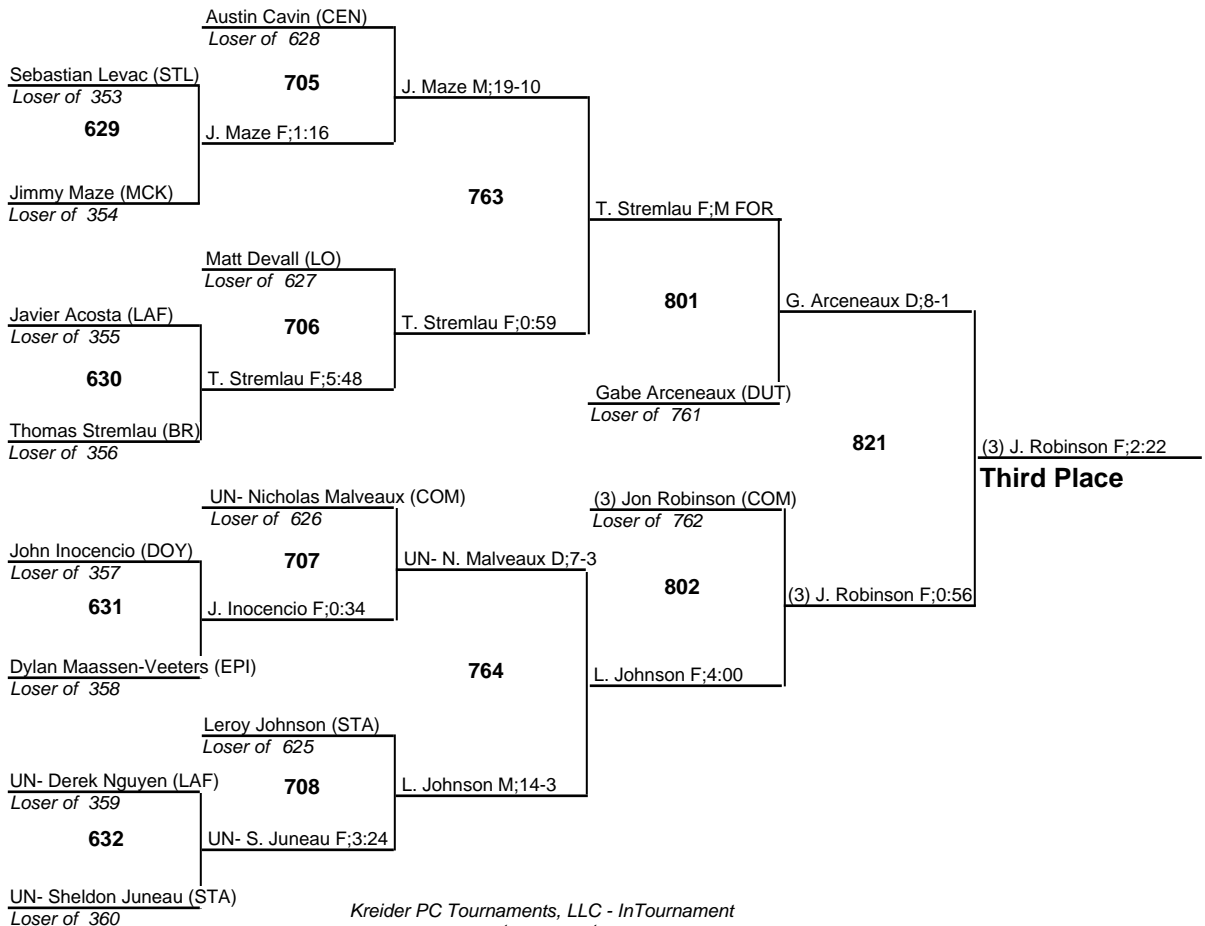 Austin Cavin (CEN)
Loser of 628
Sebastian Levac (STL)
Loser of 353
705
J. Maze M;19-10
629
J. Maze F;1:16
Jimmy Maze (MCK)
Loser of 354
763
T. Stremlau F;M FOR
Matt Devall (LO)
Loser of 627
801
G. Arceneaux D;8-1
Javier Acosta (LAF)
Loser of 355
706
T. Stremlau F;0:59
630
T. Stremlau F;5:48
Gabe Arceneaux (DUT)
Loser of 761
Thomas Stremlau (BR)
Loser of 356
821
(3) J. Robinson F;2:22
Third Place
UN- Nicholas Malveaux (COM)
Loser of 626
(3) Jon Robinson (COM)
Loser of 762
John Inocencio (DOY)
Loser of 357
707
UN- N. Malveaux D;7-3
802
631
J. Inocencio F;0:34
(3) J. Robinson F;0:56
Dylan Maassen-Veeters (EPI)
Loser of 358
764
L. Johnson F;4:00
Leroy Johnson (STA)
Loser of 625
UN- Derek Nguyen (LAF)
Loser of 359
708
L. Johnson M;14-3
632
UN- S. Juneau F;3:24
UN- Sheldon Juneau (STA)
Loser of 360
Kreider PC Tournaments, LLC - InTournament